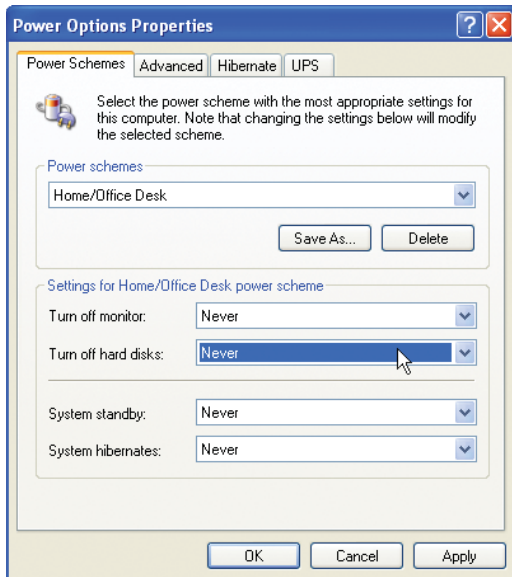 Power Options Properties
Power Schemes Advanced Hibernate UPS
Select the power scheme with the most appropriate settings for
this computer. Note that changing the settings below will modify
the selected scheme.
Power schemes
Home/Office Desk
Save As... Delete
Settings for Home/Office Desk power scheme
Turn off monitor: Never
Turn off hard disks: Never
System standby: Never
System hibernates: Never
OK Cancel Apply